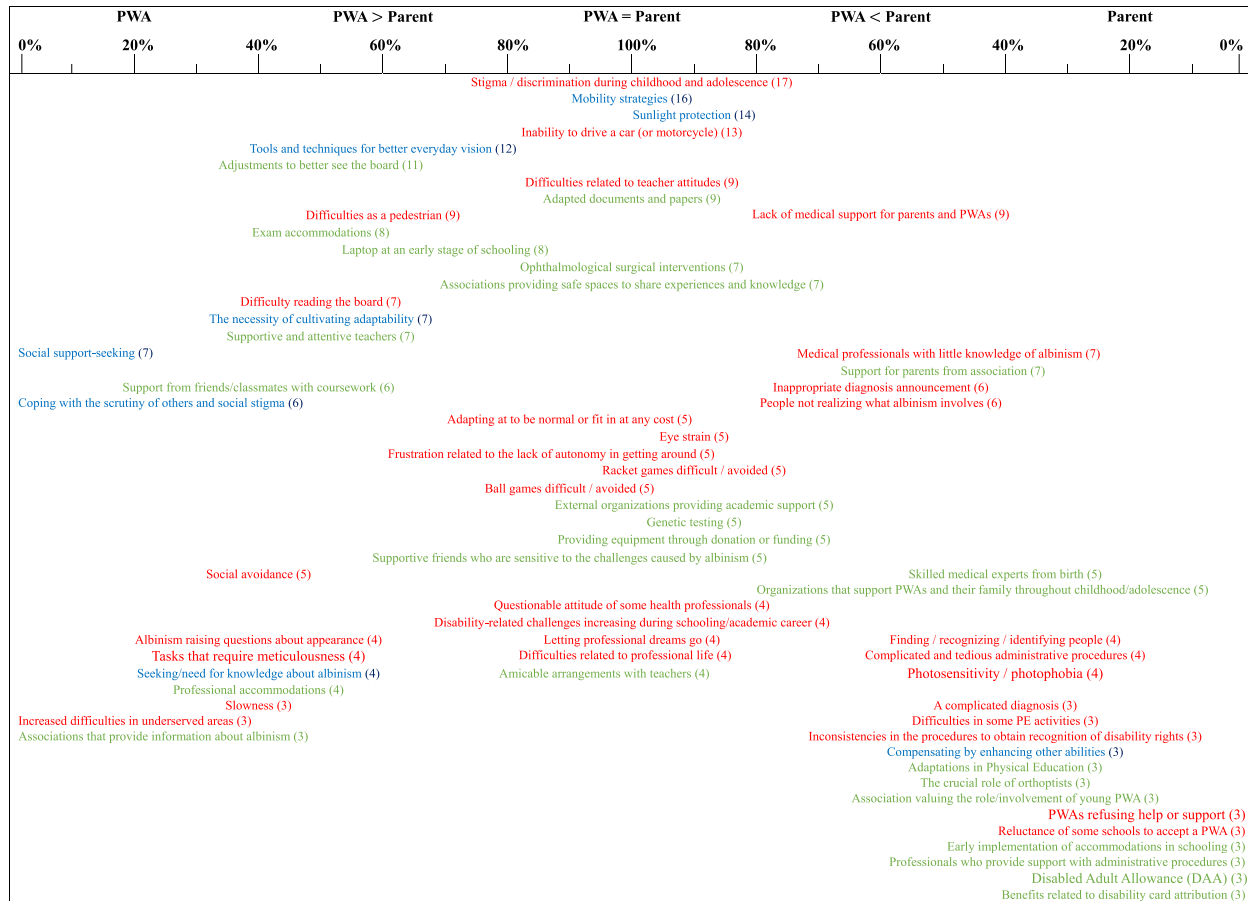 PWA PWA > Parent PWA = Parent PWA < Parent Parent
0% 20% 40% 60% 80% 100% 80% 60% 40% 20% 0%
Stigma / discrimination during childhood and adolescence (17)
Mobility strategies (16)
Sunlight protection (14)
Inability to drive a car (or motorcycle) (13)
Tools and techniques for better everyday vision (12)
Adjustments to better see the board (11)
Difficulties related to teacher attitudes (9)
Adapted documents and papers (9)
Difficulties as a pedestrian (9) Lack of medical support for parents and PWAs (9)
Exam accommodations (8)
Laptop at an early stage of schooling (8)
Ophthalmological surgical interventions (7)
Associations providing safe spaces to share experiences and knowledge (7)
Difficulty reading the board (7)
The necessity of cultivating adaptability (7)
Supportive and attentive teachers (7)
Social support-seeking (7) Medical professionals with little knowledge of albinism (7)
Support for parents from association (7)
Support from friends/classmates with coursework (6) Inappropriate diagnosis announcement (6)
Coping with the scrutiny of others and social stigma (6) People not realizing what albinism involves (6)
Adapting at to be normal or fit in at any cost (5)
Eye strain (5)
Frustration related to the lack of autonomy in getting around (5)
Racket games difficult / avoided (5)
Ball games difficult / avoided (5)
External organizations providing academic support (5)
Genetic testing (5)
Providing equipment through donation or funding (5)
Supportive friends who are sensitive to the challenges caused by albinism (5)
Social avoidance (5) Skilled medical experts from birth (5)
Organizations that support PWAs and their family throughout childhood/adolescence (5)
Questionable attitude of some health professionals (4)
Disability-related challenges increasing during schooling/academic career (4)
Albinism raising questions about appearance (4) Letting professional dreams go (4) Finding / recognizing / identifying people (4)
Tasks that require meticulousness (4) Difficulties related to professional life (4) Complicated and tedious administrative procedures (4)
Seeking/need for knowledge about albinism (4) Amicable arrangements with teachers (4) Photosensitivity / photophobia (4)
Professional accommodations (4)
Slowness (3) A complicated diagnosis (3)
Increased difficulties in underserved areas (3) Difficulties in some PE activities (3)
Associations that provide information about albinism (3) Inconsistencies in the procedures to obtain recognition of disability rights (3)
Compensating by enhancing other abilities (3)
Adaptations in Physical Education (3)
The crucial role of orthoptists (3)
Association valuing the role/involvement of young PWA (3)
PWAs refusing help or support (3)
Reluctance of some schools to accept a PWA (3)
Early implementation of accommodations in schooling (3)
Professionals who provide support with administrative procedures (3)
Disabled Adult Allowance (DAA) (3)
Benefits related to disability card attribution (3)